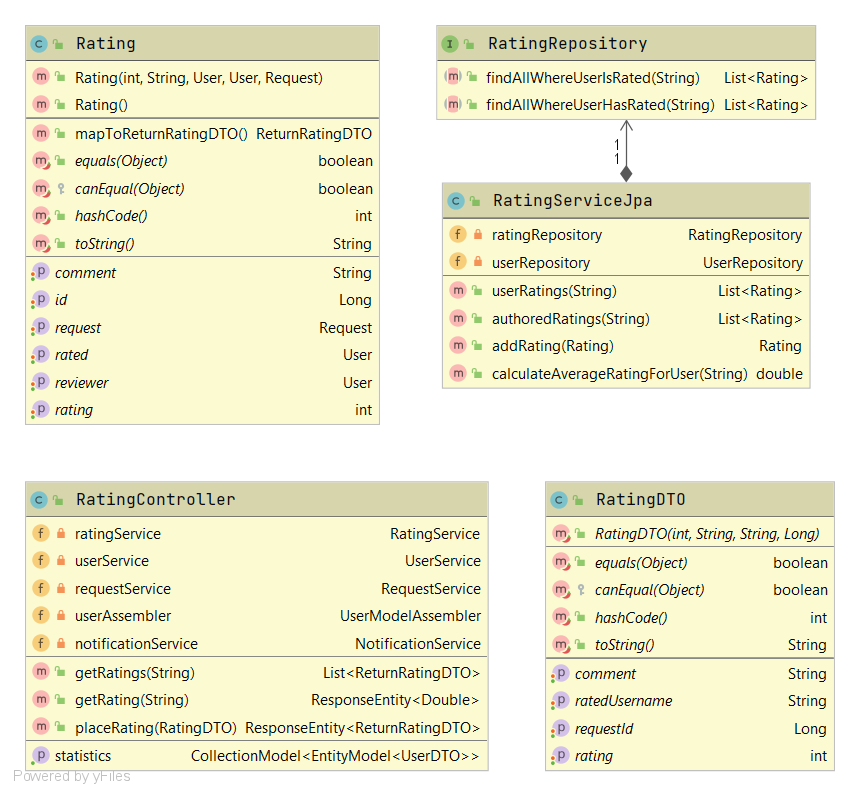 Rating
Rating(int, String, User, User, Request)
Rating()
mapToReturnRatingDTO() ReturnRatingDTO
equals(Object) boolean
canEqual(Object) boolean
hashCode() int
toString() String
comment String
id Long
request Request
rated User
reviewer User
rating int
RatingRepository
findAllWhereUserIsRated(String) List<Rating>
findAllWhereUserHasRated(String) List<Rating>
1
1
RatingServiceJpa
ratingRepository RatingRepository
userRepository UserRepository
userRatings(String) List<Rating>
authoredRatings(String) List<Rating>
addRating(Rating) Rating
calculateAverageRatingForUser(String) double
RatingController
ratingService RatingService
userService UserService
requestService RequestService
userAssembler UserModelAssembler
notificationService NotificationService
getRatings(String) List<ReturnRatingDTO>
getRating(String) ResponseEntity<Double>
placeRating(RatingDTO) ResponseEntity<ReturnRatingDTO>
statistics CollectionModel<EntityModel<UserDTO>>
RatingDTO
RatingDTO(int, String, String, Long)
equals(Object) boolean
canEqual(Object) boolean
hashCode() int
toString() String
comment String
ratedUsername String
requestId Long
rating int
Powered by yFiles